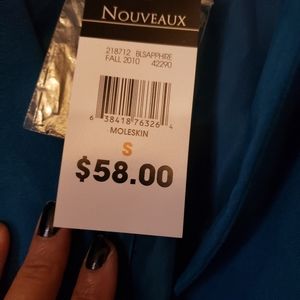 NOUVEAUX
218712 BLSAPPHIRE
FALL 2010 42290
6 38418 76326 4
MOLESKIN
S
$58.00